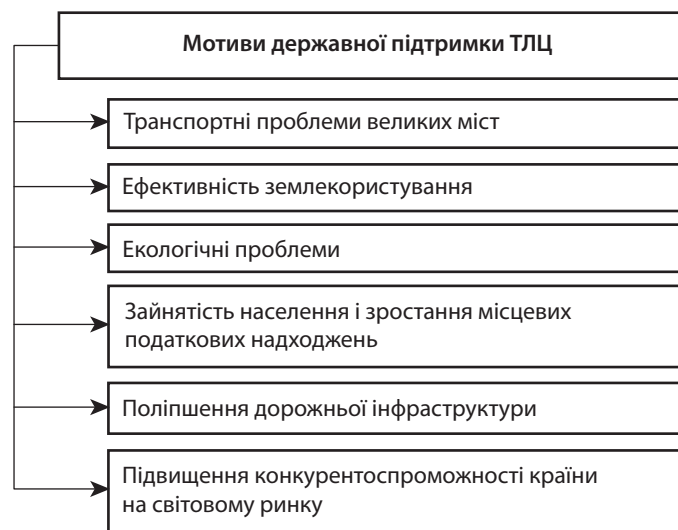 Мотиви державної підтримки ТЛЦ
Транспортні проблеми великих міст
Ефективність землекористування
Екологічні проблеми
Зайнятість населення і зростання місцевих
податкових надходжень
Поліпшення дорожньої інфраструктури
Підвищення конкурентоспроможності країни
на світовому ринку